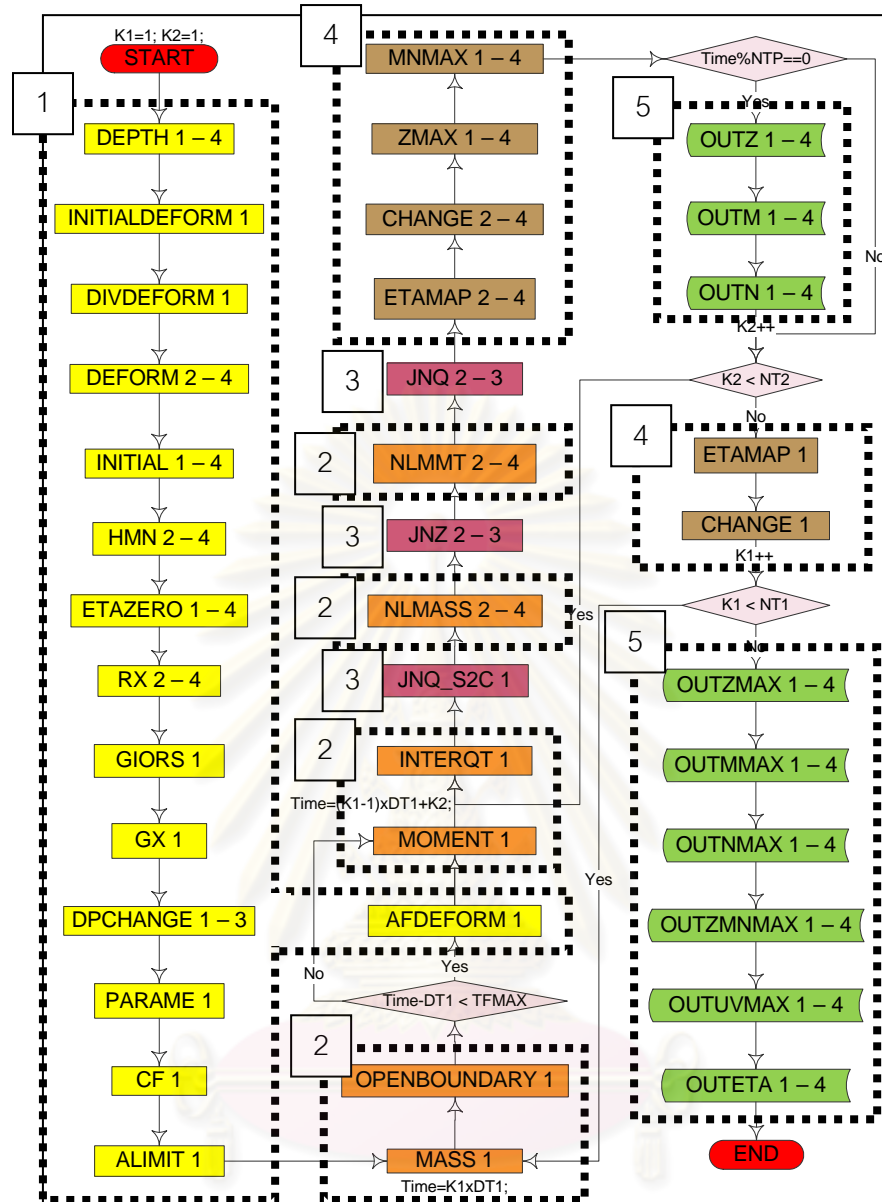 K1=1; K2=1;
START
1
DEPTH 1 – 4
INITIALDEFORM 1
DIVDEFORM 1
DEFORM 2 – 4
INITIAL 1 – 4
HMN 2 – 4
ETAZERO 1 – 4
RX 2 – 4
GIORS 1
GX 1
DPCHANGE 1 – 3
PARAME 1
CF 1
ALIMIT 1
4
MNMAX 1 – 4
ZMAX 1 – 4
CHANGE 2 – 4
ETAMAP 2 – 4
3
JNQ 2 – 3
2
NLMMT 2 – 4
3
JNZ 2 – 3
2
NLMASS 2 – 4
3
JNQ_S2C 1
2
INTERQT 1
Time=(K1-1)xDT1+K2;
MOMENT 1
AFDEFORM 1
No
Yes
Time-DT1 < TFMAX
2
OPENBOUNDARY 1
MASS 1
Time=K1xDT1;
Time%NTP==0
Yes
5
OUTZ 1 – 4
OUTM 1 – 4
No
OUTN 1 – 4
K2++
K2 < NT2
No
4
ETAMAP 1
CHANGE 1
K1++
K1 < NT1
Yes
No
5
OUTZMAX 1 – 4
OUTMMAX 1 – 4
OUTNMAX 1 – 4
Yes
OUTZMNMAX 1 – 4
OUTUVMAX 1 – 4
OUTETA 1 – 4
END